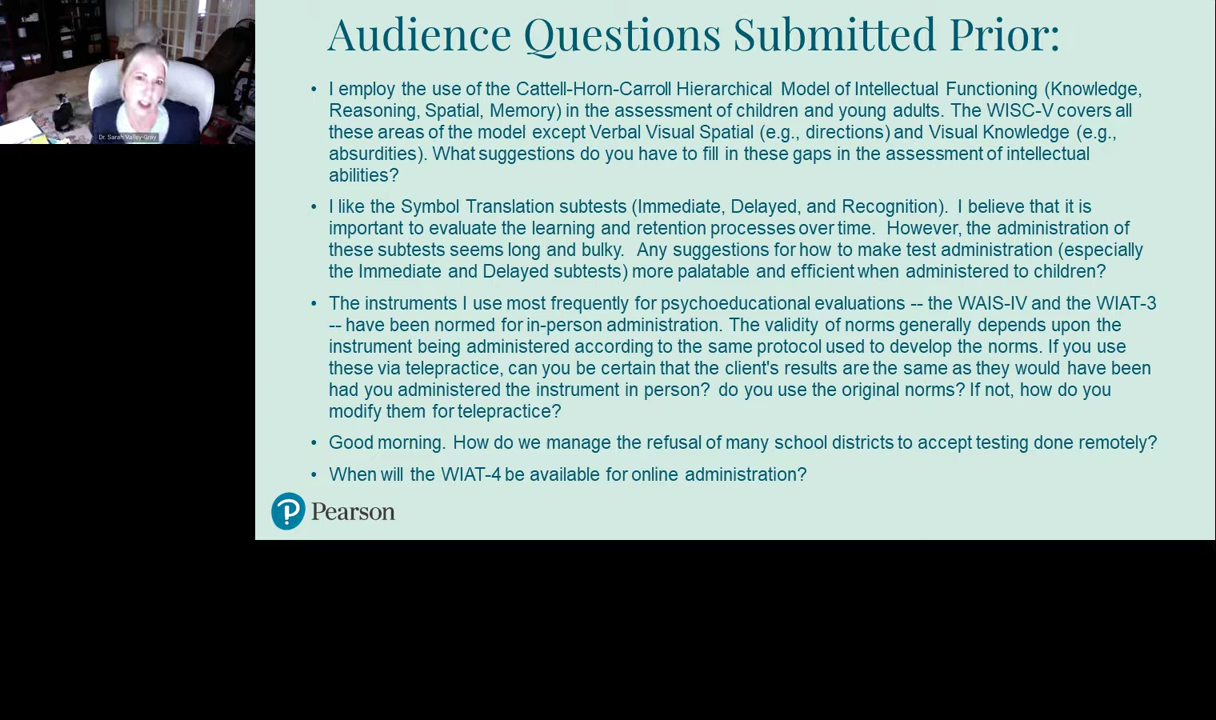 Audience Questions Submitted Prior:
• I employ the use of the Cattell-Horn-Carroll Hierarchical Model of Intellectual Functioning (Knowledge,
Reasoning, Spatial, Memory) in the assessment of children and young adults. The WISC-V covers all
these areas of the model except Verbal Visual Spatial (e.g., directions) and Visual Knowledge (e.g.,
absurdities). What suggestions do you have to fill in these gaps in the assessment of intellectual
abilities?
• I like the Symbol Translation subtests (Immediate, Delayed, and Recognition). I believe that it is
important to evaluate the learning and retention processes over time. However, the administration of
these subtests seems long and bulky. Any suggestions for how to make test administration (especially
the Immediate and Delayed subtests) more palatable and efficient when administered to children?
• The instruments I use most frequently for psychoeducational evaluations -- the WAIS-IV and the WIAT-3
-- have been normed for in-person administration. The validity of norms generally depends upon the
instrument being administered according to the same protocol used to develop the norms. If you use
these via telepractice, can you be certain that the client's results are the same as they would have been
had you administered the instrument in person? do you use the original norms? If not, how do you
modify them for telepractice?
• Good morning. How do we manage the refusal of many school districts to accept testing done remotely?
• When will the WIAT-4 be available for online administration?
Pearson
Dr. Sarah Valley-Gray